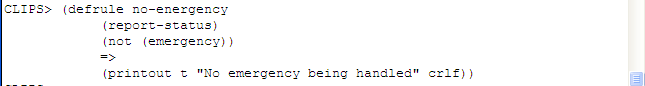 CLIPS> (defrule no-energency
(report-status)
(not (emergency))
=>
(printout t "No emergency being handled" crlf))